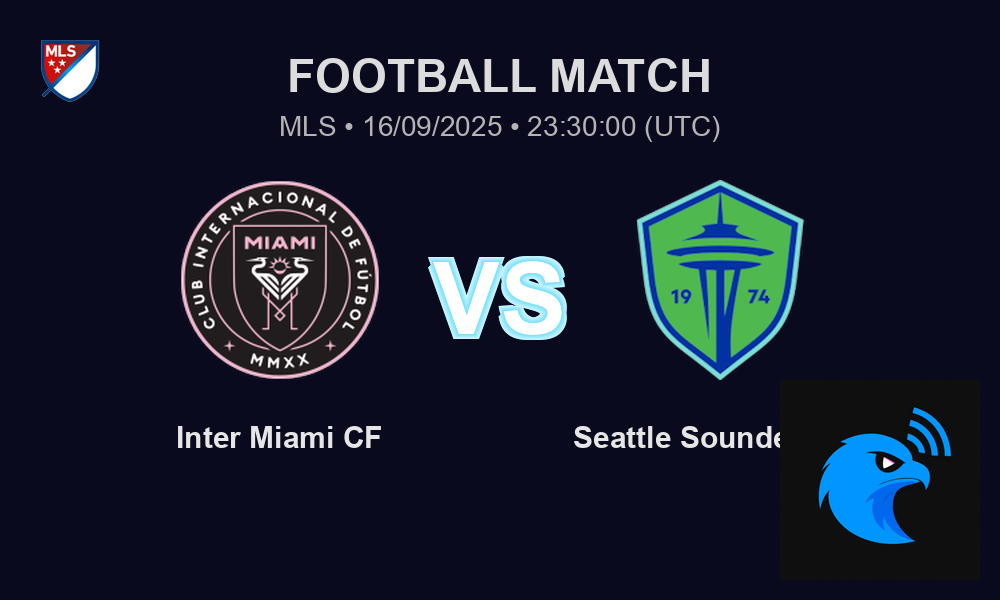 MLS
FOOTBALL MATCH
MLS • 16/09/2025 • 23:30:00 (UTC)
CLUB INTERNACIONAL DE FÚTBOL
MIAMI
MMXX
VS
19 74
Inter Miami CF
Seattle